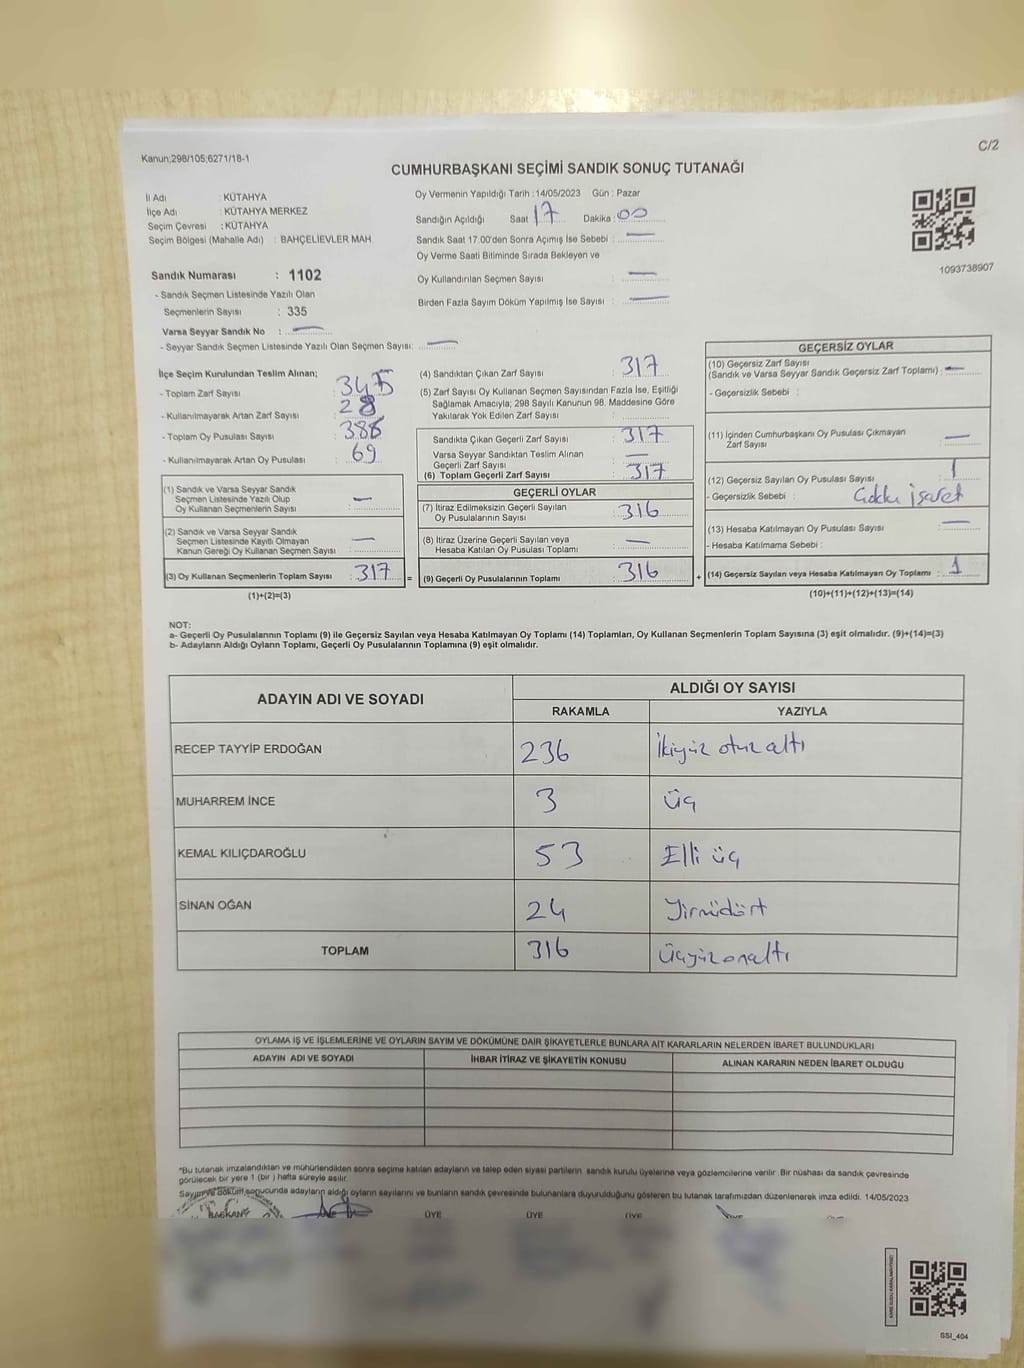 Kanun;298/105;6271/18-1
C/2
CUMHURBAŞKANI SEÇİMİ SANDIK SONUÇ TUTANAĞI
İl Adı : KÜTAHYA
İlçe Adı : KÜTAHYA MERKEZ
Seçim Çevresi : KÜTAHYA
Seçim Bölgesi (Mahalle Adı) : BAHÇELİEVLER MAH.
Oy Vermenin Yapıldığı Tarih : 14/05/2023 Gün : Pazar
Sandığın Açıldığı Saat 17 Dakika : 00
Sandık Saat 17:00'den Sonra Açılmış İse Sebebi : —
Oy Verme Saati Bitiminde Sırada Bekleyen ve
Oy Kullandırılan Seçmen Sayısı : —
Birden Fazla Sayım Döküm Yapılmış İse Sayısı : —
1093738907
Sandık Numarası : 1102
- Sandık Seçmen Listesinde Yazılı Olan
Seçmenlerin Sayısı : 335
Varsa Seyyar Sandık No : —
- Seyyar Sandık Seçmen Listesinde Yazılı Olan Seçmen Sayısı: —
İlçe Seçim Kurulundan Teslim Alınan;
- Toplam Zarf Sayısı : 345
- Kullanılmayarak Artan Zarf Sayısı : 28
- Toplam Oy Pusulası Sayısı :
- Kullanılmayarak Artan Oy Pusulası : 69
(1) Sandık ve Varsa Seyyar Sandık
Seçmen Listesinde Yazılı Olup
Oy Kullanan Seçmenlerin Sayısı : —
(2) Sandık ve Varsa Seyyar Sandık
Seçmen Listesinde Kayıtlı Olmayan
Kanun Gereği Oy Kullanan Seçmen Sayısı : —
(3) Oy Kullanan Seçmenlerin Toplam Sayısı : 317 =
(1)+(2)=(3)
(4) Sandıktan Çıkan Zarf Sayısı : 317
(5) Zarf Sayısı Oy Kullanan Seçmen Sayısından Fazla İse, Eşitliği
Sağlamak Amacıyla; 298 Sayılı Kanunun 98. Maddesine Göre
Yakılarak Yok Edilen Zarf Sayısı :
Sandıkta Çıkan Geçerli Zarf Sayısı : 317
Varsa Seyyar Sandıktan Teslim Alınan
Geçerli Zarf Sayısı : —
(6) Toplam Geçerli Zarf Sayısı : 317
GEÇERLİ OYLAR
(7) İtiraz Edilmeksizin Geçerli Sayılan
Oy Pusulalarının Sayısı : 316
(8) İtiraz Üzerine Geçerli Sayılan veya
Hesaba Katılan Oy Pusulası Toplamı : —
(9) Geçerli Oy Pusulalarının Toplamı : 316 +
GEÇERSİZ OYLAR
(10) Geçersiz Zarf Sayısı
(Sandık ve Varsa Seyyar Sandık Geçersiz Zarf Toplamı) : —
- Geçersizlik Sebebi :
(11) İçinden Cumhurbaşkanı Oy Pusulası Çıkmayan
Zarf Sayısı : —
(12) Geçersiz Sayılan Oy Pusulası Sayısı : 1
- Geçersizlik Sebebi : işaret
(13) Hesaba Katılmayan Oy Pusulası Sayısı : —
- Hesaba Katılmama Sebebi :
(14) Geçersiz Sayılan veya Hesaba Katılmayan Oy Toplamı : 1
(10)+(11)+(12)+(13)=(14)
NOT:
a- Geçerli Oy Pusulalarının Toplamı (9) ile Geçersiz Sayılan veya Hesaba Katılmayan Oy Toplamı (14) Toplamları, Oy Kullanan Seçmenlerin Toplam Sayısına (3) eşit olmalıdır. (9)+(14)=(3)
b- Adayların Aldığı Oyların Toplamı, Geçerli Oy Pusulalarının Toplamına (9) eşit olmalıdır.
ADAYIN ADI VE SOYADI
ALDIĞI OY SAYISI
RAKAMLA YAZIYLA
RECEP TAYYİP ERDOĞAN 236 İkiyüz otuz altı
MUHARREM İNCE 3 Üç
KEMAL KILIÇDAROĞLU 53 Elli üç
SİNAN OĞAN 24 Yirmidört
TOPLAM 316 Üçyüzonaltı
OYLAMA İŞ VE İŞLEMLERİNE VE OYLARIN SAYIM VE DÖKÜMÜNE DAİR ŞİKAYETLERLE BUNLARA AİT KARARLARIN NELERDEN İBARET BULUNDUKLARI
ADAYIN ADI VE SOYADI İHBAR İTİRAZ VE ŞİKAYETİN KONUSU ALINAN KARARIN NEDEN İBARET OLDUĞU
*Bu tutanak imzalandıktan ve mühürlendikten sonra seçime katılan adayların ve talep eden siyasi partilerin sandık kurulu üyelerine veya gözlemcilerine verilir. Bir nüshası da sandık çevresinde
görülecek bir yere 1 (bir) hafta süreyle asılır.
Sayım ve döküm sonucunda adayların aldığı oyların sayılarını ve bunların sandık çevresinde bulunanlara duyurulduğunu gösteren bu tutanak tarafımızdan düzenlenerek imza edildi. 14/05/2023
BAŞKAN ÜYE ÜYE ÜYE
SSİ_404